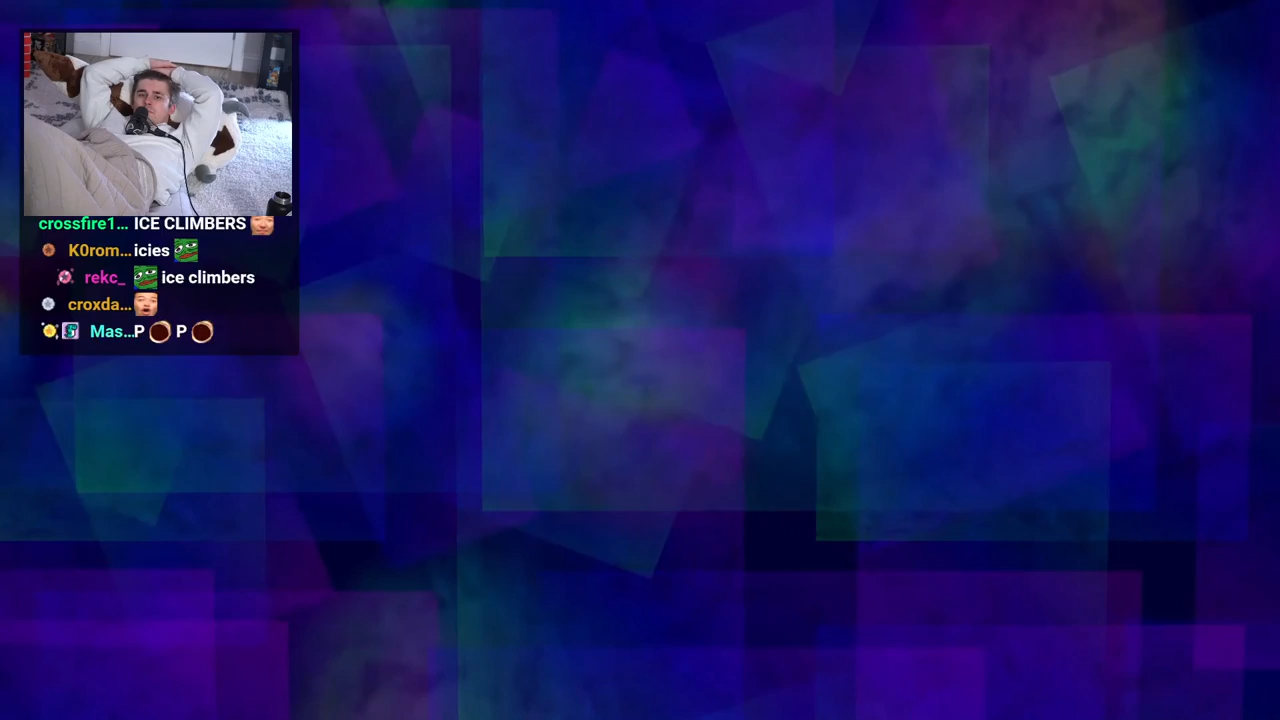 crossfire1... ICE CLIMBERS
K0rom... icies
rekc_ ice climbers
croxda...
Mas... P P